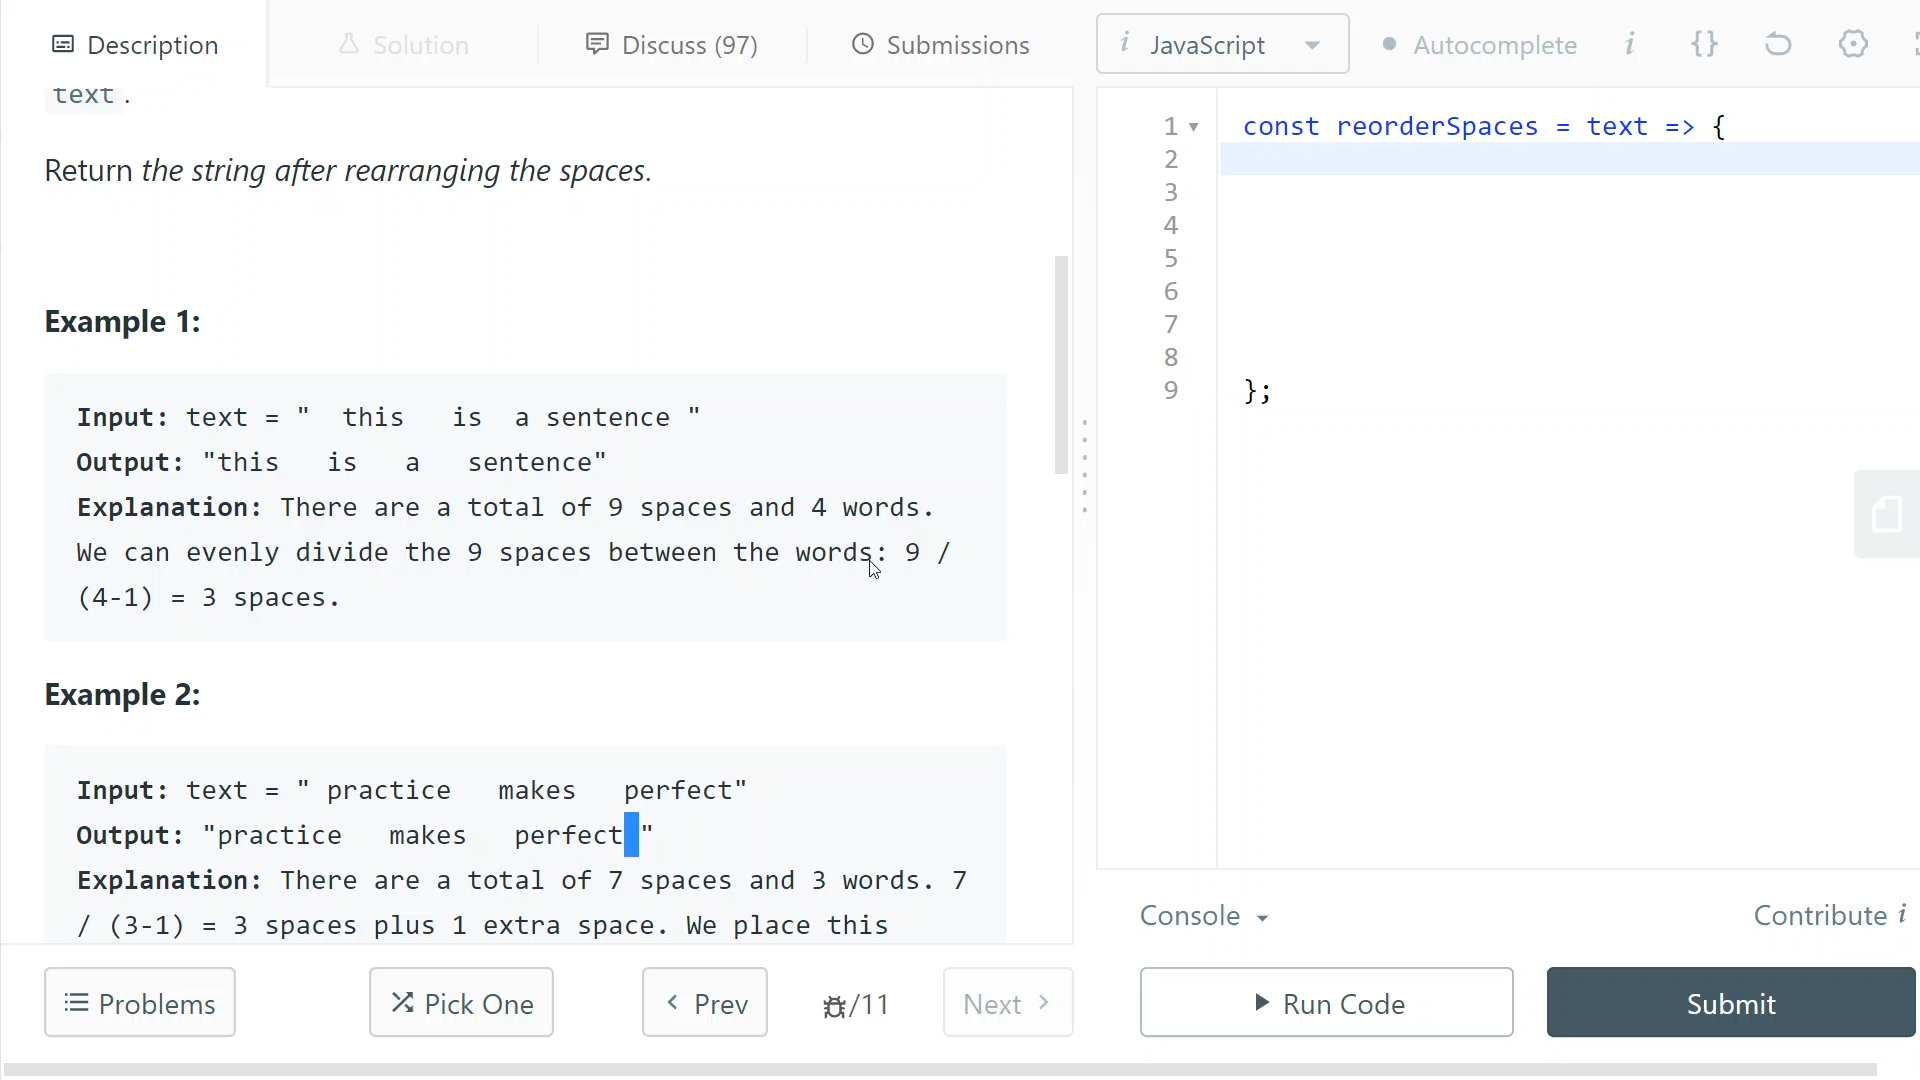 Description
Solution
Discuss (97)
Submissions
i JavaScript
Autocomplete
i {}
text .
Return the string after rearranging the spaces.
Example 1:
Input: text = "  this   is  a sentence "
Output: "this   is   a   sentence"
Explanation: There are a total of 9 spaces and 4 words.
We can evenly divide the 9 spaces between the words: 9 /
(4-1) = 3 spaces.
Example 2:
Input: text = " practice   makes   perfect"
Output: "practice   makes   perfect "
Explanation: There are a total of 7 spaces and 3 words. 7
/ (3-1) = 3 spaces plus 1 extra space. We place this
1 const reorderSpaces = text => {
2
3
4
5
6
7
8
9 };
Console
Contribute i
Problems
Pick One
Prev
/11
Next
Run Code
Submit